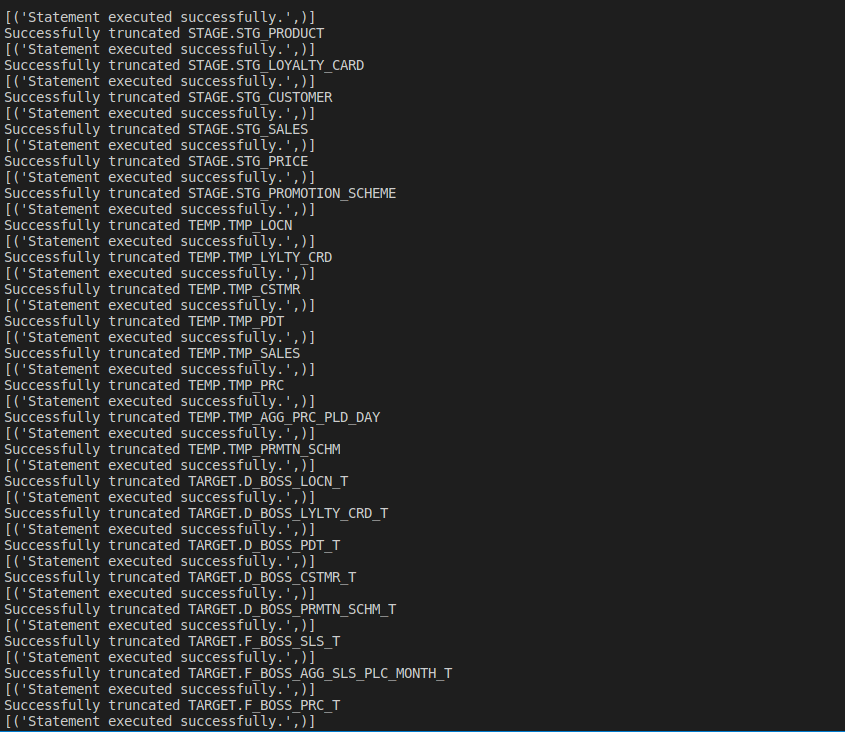 [('Statement executed successfully.',)]
Successfully truncated STAGE.STG_PRODUCT
[('Statement executed successfully.',)]
Successfully truncated STAGE.STG_LOYALTY_CARD
[('Statement executed successfully.',)]
Successfully truncated STAGE.STG_CUSTOMER
[('Statement executed successfully.',)]
Successfully truncated STAGE.STG_SALES
[('Statement executed successfully.',)]
Successfully truncated STAGE.STG_PRICE
[('Statement executed successfully.',)]
Successfully truncated STAGE.STG_PROMOTION_SCHEME
[('Statement executed successfully.',)]
Successfully truncated TEMP.TMP_LOCN
[('Statement executed successfully.',)]
Successfully truncated TEMP.TMP_LYLTY_CRD
[('Statement executed successfully.',)]
Successfully truncated TEMP.TMP_CSTMR
[('Statement executed successfully.',)]
Successfully truncated TEMP.TMP_PDT
[('Statement executed successfully.',)]
Successfully truncated TEMP.TMP_SALES
[('Statement executed successfully.',)]
Successfully truncated TEMP.TMP_PRC
[('Statement executed successfully.',)]
Successfully truncated TEMP.TMP_AGG_PRC_PLD_DAY
[('Statement executed successfully.',)]
Successfully truncated TEMP.TMP_PRMTN_SCHM
[('Statement executed successfully.',)]
Successfully truncated TARGET.D_BOSS_LOCN_T
[('Statement executed successfully.',)]
Successfully truncated TARGET.D_BOSS_LYLTY_CRD_T
[('Statement executed successfully.',)]
Successfully truncated TARGET.D_BOSS_PDT_T
[('Statement executed successfully.',)]
Successfully truncated TARGET.D_BOSS_CSTMR_T
[('Statement executed successfully.',)]
Successfully truncated TARGET.D_BOSS_PRMTN_SCHM_T
[('Statement executed successfully.',)]
Successfully truncated TARGET.F_BOSS_SLS_T
[('Statement executed successfully.',)]
Successfully truncated TARGET.F_BOSS_AGG_SLS_PLC_MONTH_T
[('Statement executed successfully.',)]
Successfully truncated TARGET.F_BOSS_PRC_T
[('Statement executed successfully.',)]